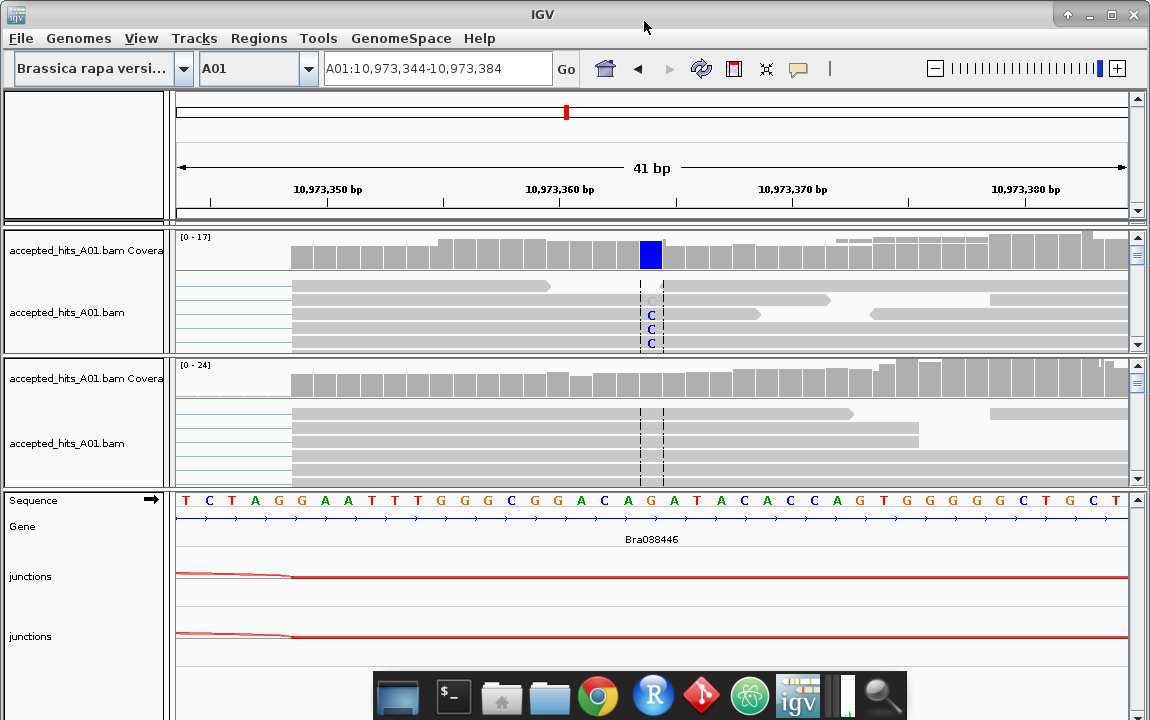 IGV
File Genomes View Tracks Regions Tools GenomeSpace Help
Brassica rapa versi... A01 A01:10,973,344-10,973,384 Go
41 bp
10,973,350 bp 10,973,360 bp 10,973,370 bp 10,973,380 bp
[0 - 17]
accepted_hits_A01.bam Covera
C
accepted_hits_A01.bam
C
C
C
[0 - 24]
accepted_hits_A01.bam Covera
accepted_hits_A01.bam
Sequence T C T A G G A A T T T G G G C G G A C A G A T A C A C C A G T G G G G G C T G C T
Gene
Bra038446
junctions
junctions
$_
R
igv